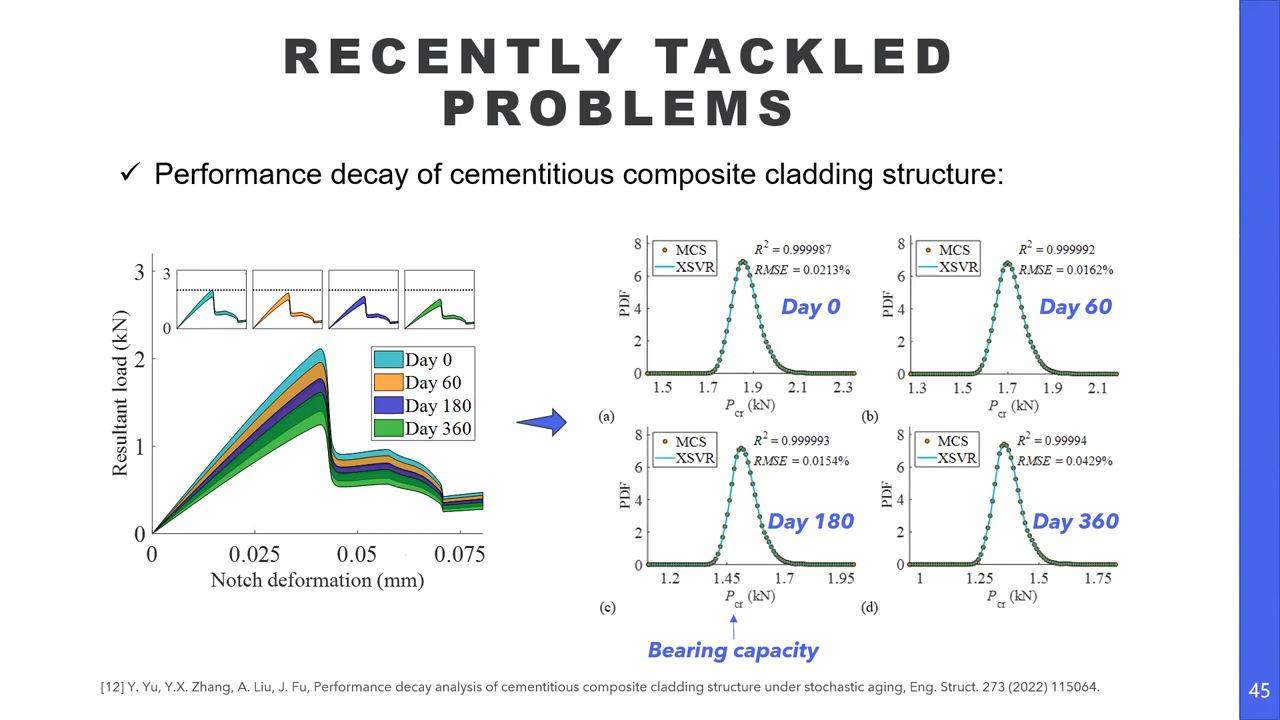 RECENTLY TACKLED
PROBLEMS
✓ Performance decay of cementitious composite cladding structure:
Resultant load (kN)
3
2
1
0
3
0
Day 0
Day 60
Day 180
Day 360
0 0.025 0.05 0.075
Notch deformation (mm)
PDF
8
6
4
2
0
MCS
XSVR
R² = 0.999987
RMSE = 0.0213%
Day 0
1.5 1.7 1.9 2.1 2.3
(a) Pcr (kN)
PDF
8
6
4
2
0
MCS
XSVR
R² = 0.999992
RMSE = 0.0162%
Day 60
1.3 1.5 1.7 1.9 2.1
(b) Pcr (kN)
PDF
8
6
4
2
0
MCS
XSVR
R² = 0.999993
RMSE = 0.0154%
Day 180
1.2 1.45 1.7 1.95
Pcr (kN)
(c)
PDF
8
6
4
2
0
MCS
XSVR
R² = 0.99994
RMSE = 0.0429%
Day 360
1 1.25 1.5 1.75
Pcr (kN)
(d)
Bearing capacity
[12] Y. Yu, Y.X. Zhang, A. Liu, J. Fu, Performance decay analysis of cementitious composite cladding structure under stochastic aging, Eng. Struct. 273 (2022) 115064.
45